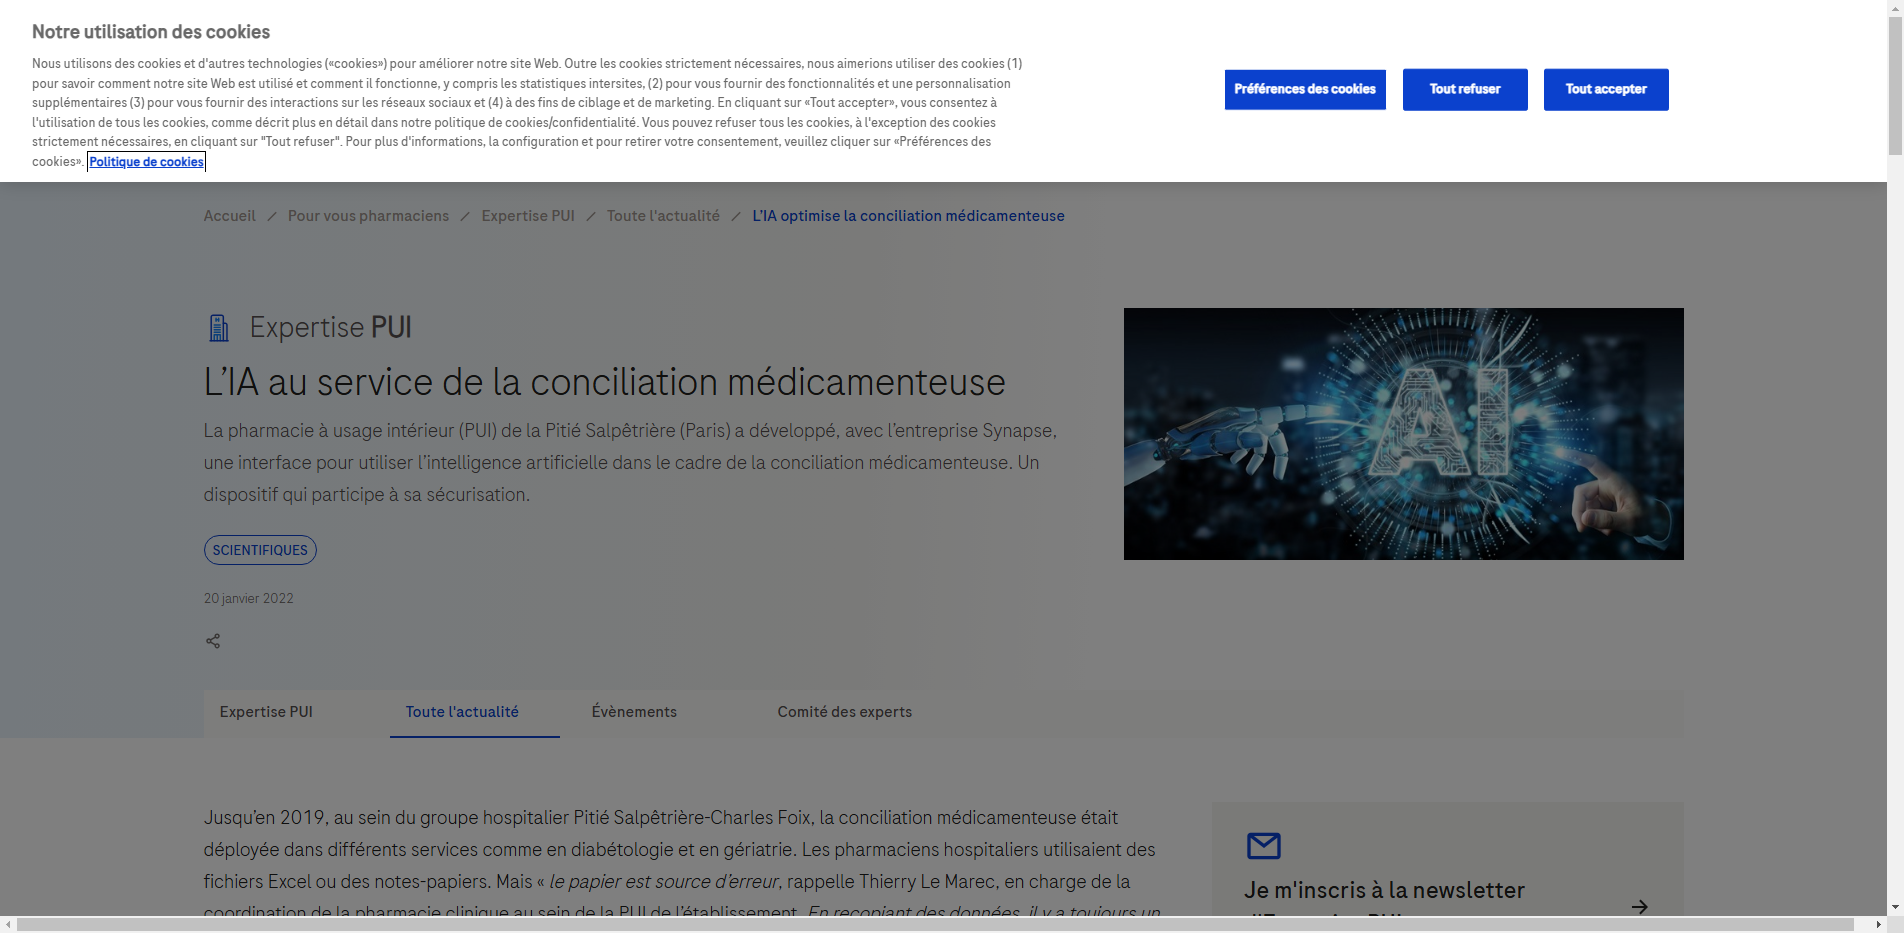 Notre utilisation des cookies
Nous utilisons des cookies et d'autres technologies («cookies») pour améliorer notre site Web. Outre les cookies strictement nécessaires, nous aimerions utiliser des cookies (1)
pour savoir comment notre site Web est utilisé et comment il fonctionne, y compris les statistiques intersites, (2) pour vous fournir des fonctionnalités et une personnalisation
supplémentaires (3) pour vous fournir des interactions sur les réseaux sociaux et (4) à des fins de ciblage et de marketing. En cliquant sur «Tout accepter», vous consentez à
l'utilisation de tous les cookies, comme décrit plus en détail dans notre politique de cookies/confidentialité. Vous pouvez refuser tous les cookies, à l'exception des cookies
strictement nécessaires, en cliquant sur "Tout refuser". Pour plus d'informations, la configuration et pour retirer votre consentement, veuillez cliquer sur «Préférences des
cookies». Politique de cookies
Préférences des cookies
Tout refuser
Tout accepter
Accueil / Pour vous pharmaciens / Expertise PUI / Toute l'actualité / L’IA optimise la conciliation médicamenteuse
Expertise PUI
L’IA au service de la conciliation médicamenteuse
La pharmacie à usage intérieur (PUI) de la Pitié Salpêtrière (Paris) a développé, avec l’entreprise Synapse,
une interface pour utiliser l’intelligence artificielle dans le cadre de la conciliation médicamenteuse. Un
dispositif qui participe à sa sécurisation.
SCIENTIFIQUES
20 janvier 2022
AI
Expertise PUI
Toute l'actualité
Évènements
Comité des experts
Jusqu’en 2019, au sein du groupe hospitalier Pitié Salpêtrière-Charles Foix, la conciliation médicamenteuse était
déployée dans différents services comme en diabétologie et en gériatrie. Les pharmaciens hospitaliers utilisaient des
fichiers Excel ou des notes-papiers. Mais « le papier est source d’erreur, rappelle Thierry Le Marec, en charge de la
coordination de la pharmacie clinique au sein de la PUI de l’établissement. En recopiant des données, il y a toujours un
Je m'inscris à la newsletter